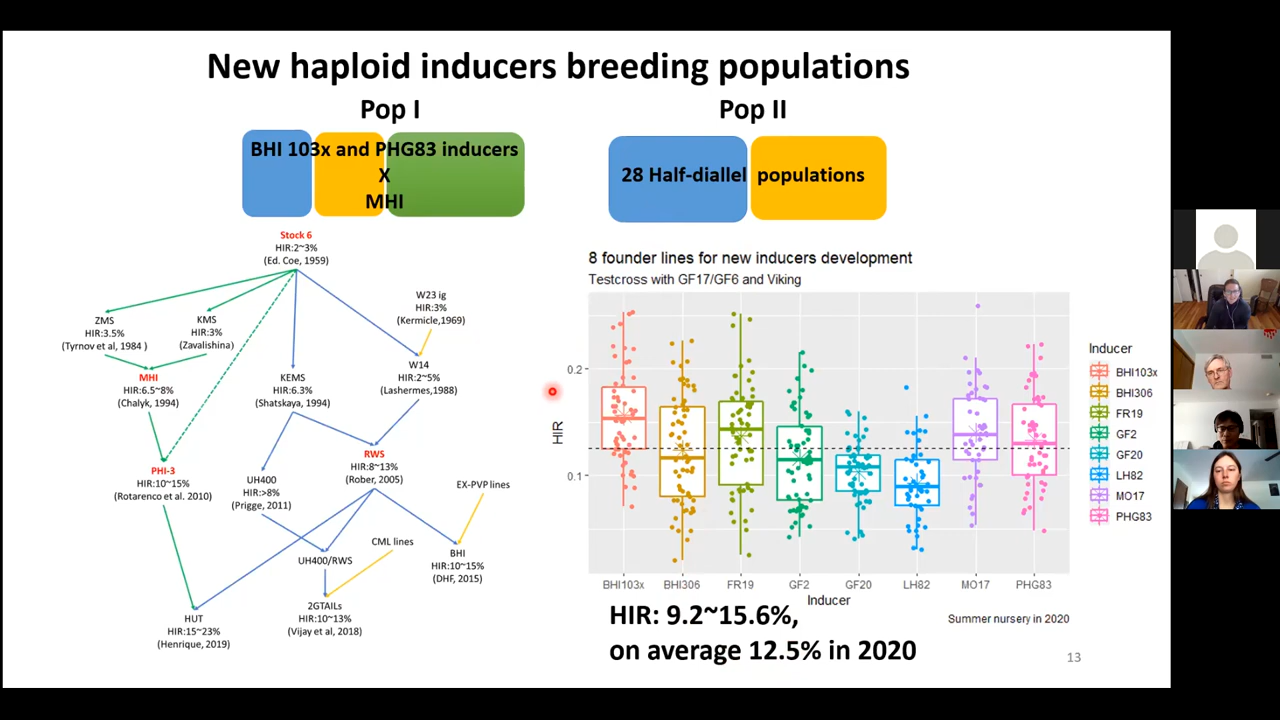 New haploid inducers breeding populations
Pop I
BHI 103x and PHG83 inducers
X
MHI
Pop II
28 Half-diallel populations
Stock 6
HIR:2~3%
(Ed. Coe, 1959)
W23 ig
HIR:3%
(Kermicle,1969)
ZMS
HIR:3.5%
(Tyrnov et al, 1984 )
KMS
HIR:3%
(Zavalishina)
MHI
HIR:6.5~8%
(Chalyk, 1994)
KEMS
HIR:6.3%
(Shatskaya, 1994)
W14
HIR:2~5%
(Lashermes,1988)
PHI-3
HIR:10~15%
(Rotarenco et al. 2010)
UH400
HIR:>8%
(Prigge, 2011)
RWS
HIR:8~13%
(Rober, 2005)
EX-PVP lines
CML lines
UH400/RWS
BHI
HIR:10~15%
(DHF, 2015)
HUT
HIR:15~23%
(Henrique, 2019)
2GTAILs
HIR:10~13%
(Vijay et al, 2018)
8 founder lines for new inducers development
Testcross with GF17/GF6 and Viking
HIR
0.2
0.1
BHI103x
BHI306
FR19
GF2
GF20
LH82
MO17
PHG83
Inducer
Inducer
BHI103x
BHI306
FR19
GF2
GF20
LH82
MO17
PHG83
Summer nursery in 2020
HIR: 9.2~15.6%,
on average 12.5% in 2020
13